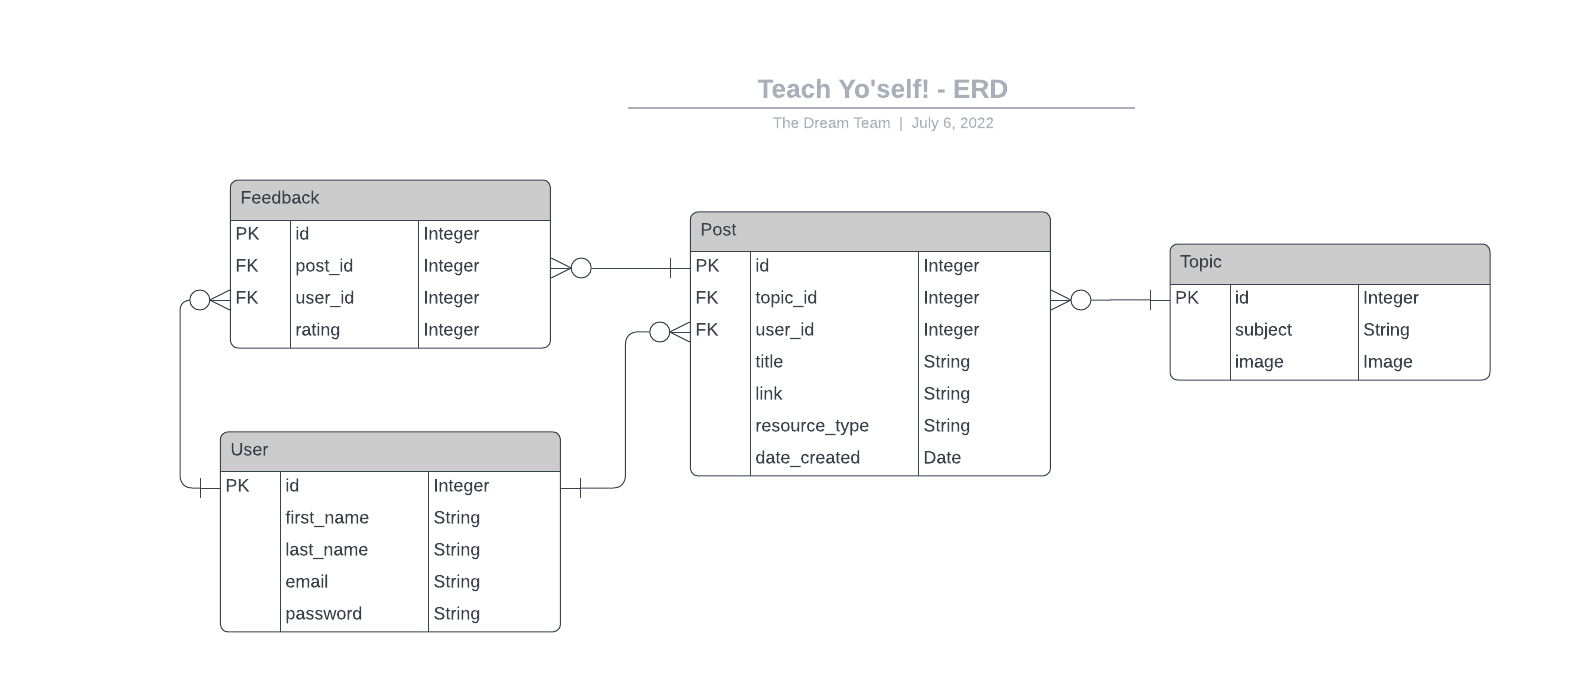 Teach Yo'self! - ERD
The Dream Team | July 6, 2022
Feedback
PK id Integer
FK post_id Integer
FK user_id Integer
rating Integer
Post
PK id Integer
FK topic_id Integer
FK user_id Integer
title String
link String
resource_type String
date_created Date
Topic
PK id Integer
subject String
image Image
User
PK id Integer
first_name String
last_name String
email String
password String